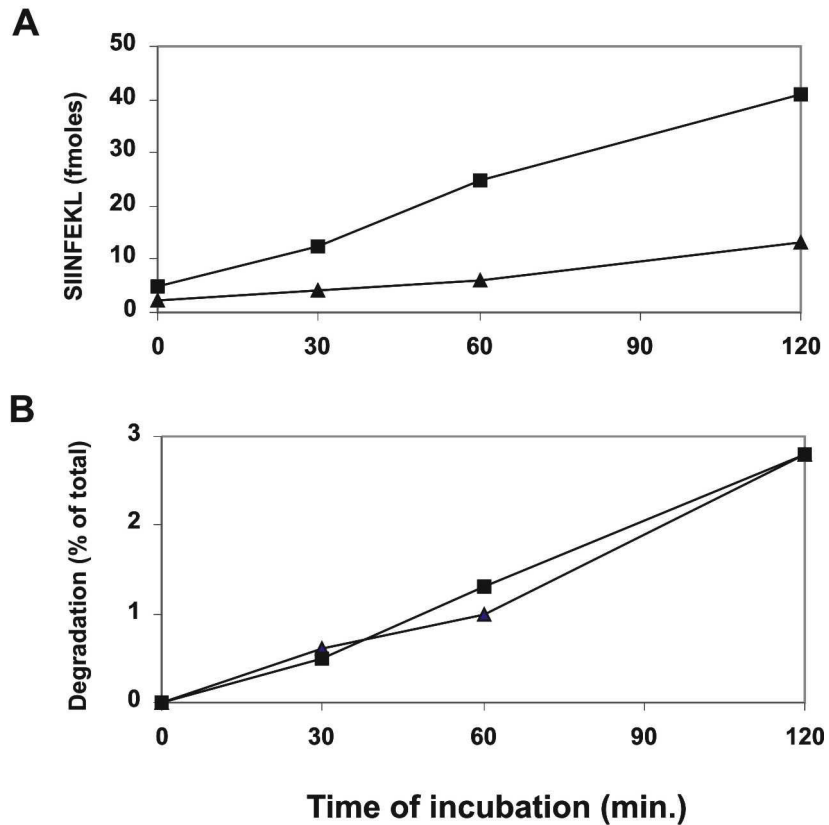 A
SIINFEKL (fmoles)
50
40
30
20
10
0
0 30 60 90 120
B
Degradation (% of total)
3
2
1
0
0 30 60 90 120
Time of incubation (min.)